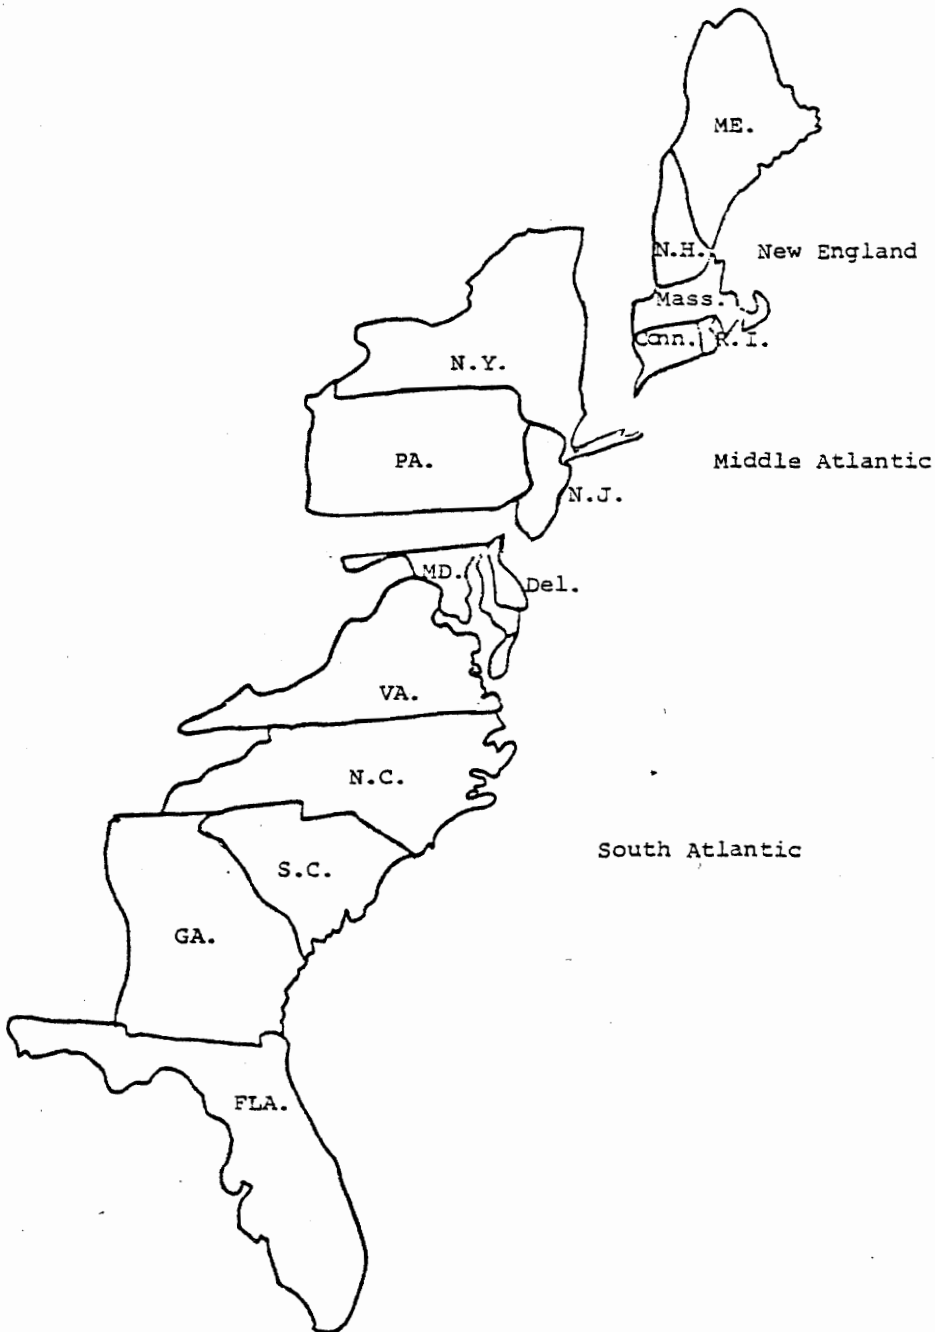 ME.
N.H.
New England
Mass.
Conn.
R.I.
N.Y.
PA.
Middle Atlantic
N.J.
MD.
Del.
VA.
N.C.
South Atlantic
S.C.
GA.
FLA.